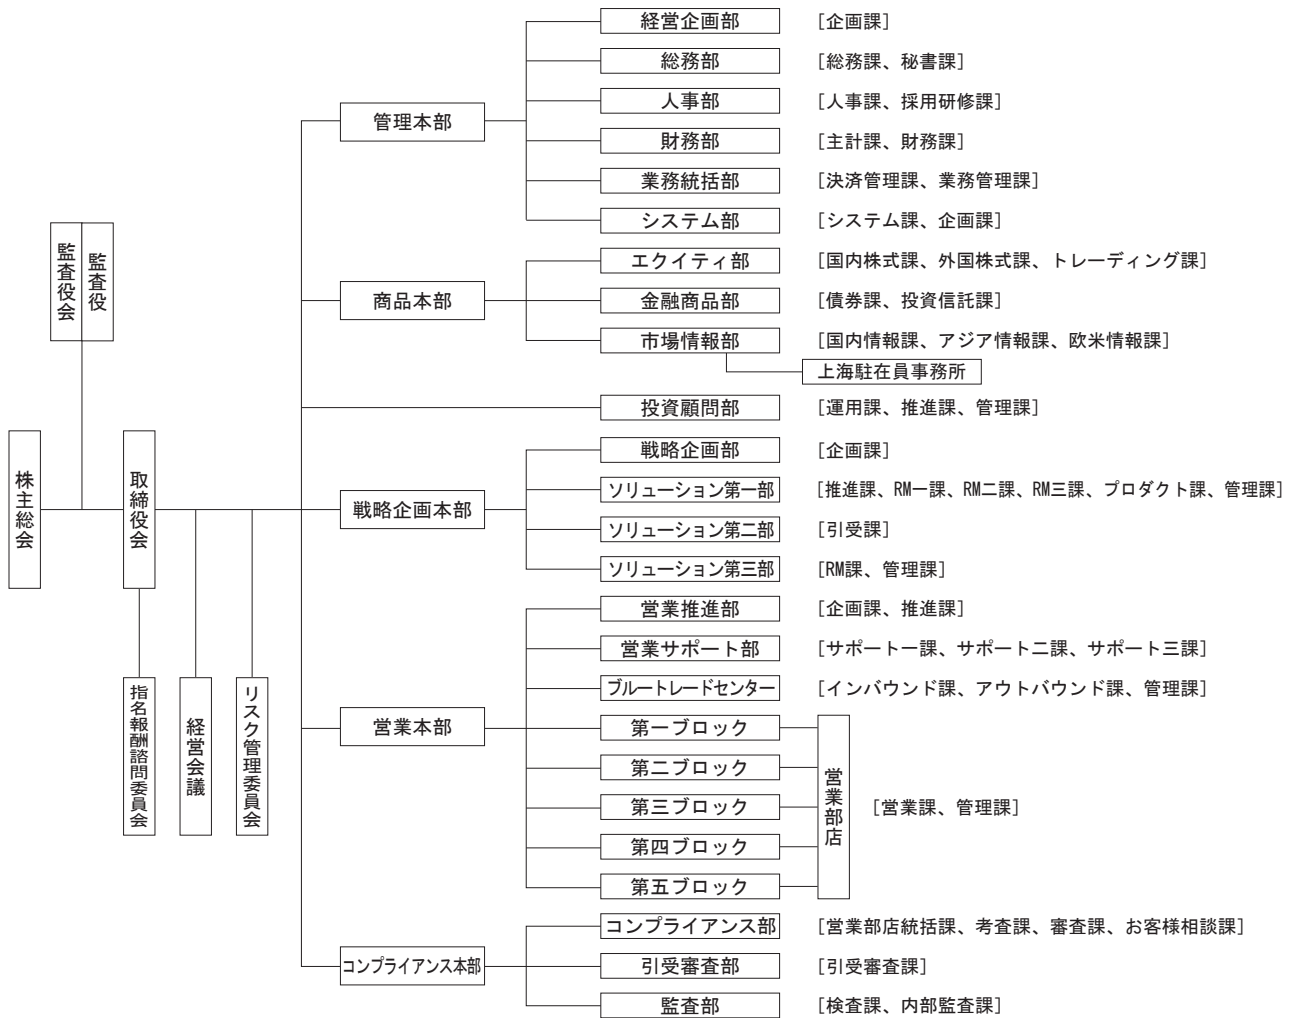 経営企画部 [企画課]
総務部 [総務課、秘書課]
人事部 [人事課、採用研修課]
管理本部
財務部 [主計課、財務課]
業務統括部 [決済管理課、業務管理課]
システム部 [システム課、企画課]
監査役会
監査役
エクイティ部 [国内株式課、外国株式課、トレーディング課]
商品本部
金融商品部 [債券課、投資信託課]
市場情報部 [国内情報課、アジア情報課、欧米情報課]
上海駐在員事務所
投資顧問部 [運用課、推進課、管理課]
株主総会
取締役会
戦略企画部 [企画課]
ソリューション第一部 [推進課、RM一課、RM二課、RM三課、プロダクト課、管理課]
戦略企画本部
ソリューション第二部 [引受課]
ソリューション第三部 [RM課、管理課]
営業推進部 [企画課、推進課]
営業サポート部 [サポート一課、サポート二課、サポート三課]
ブルートレードセンター [インバウンド課、アウトバウンド課、管理課]
指名報酬諮問委員会
経営会議
リスク管理委員会
営業本部
第一ブロック
第二ブロック
第三ブロック
第四ブロック
第五ブロック
営業部店
[営業課、管理課]
コンプライアンス部 [営業部店統括課、考査課、審査課、お客様相談課]
コンプライアンス本部
引受審査部 [引受審査課]
監査部 [検査課、内部監査課]